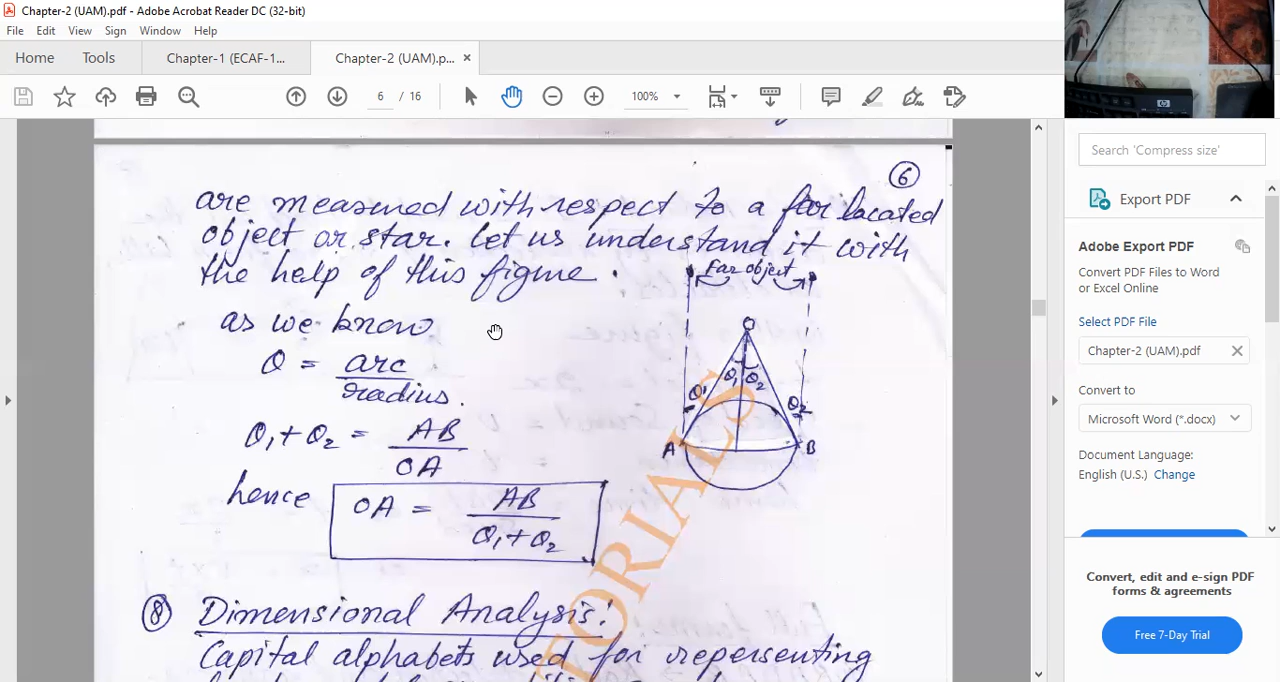 Chapter-2 (UAM).pdf - Adobe Acrobat Reader DC (32-bit)
File Edit View Sign Window Help
Home Tools Chapter-1 (ECAF-1... Chapter-2 (UAM).p... ×
6 / 16 100%
6
are measured with respect to a far located
object or star. Let us understand it with
the help of this figure.
Far object
as we know
θ = arc
radius.
θ1 + θ2 = AB
OA
hence OA = AB
θ1 + θ2
O
θ1 θ2
θ1 θ2
A B
TORIALS
8 Dimensional Analysis:
Capital alphabets used for repersenting
hp
Search 'Compress size'
Export PDF
Adobe Export PDF
Convert PDF Files to Word
or Excel Online
Select PDF File
Chapter-2 (UAM).pdf ×
Convert to
Microsoft Word (*.docx)
Document Language:
English (U.S.) Change
Convert, edit and e-sign PDF
forms & agreements
Free 7-Day Trial